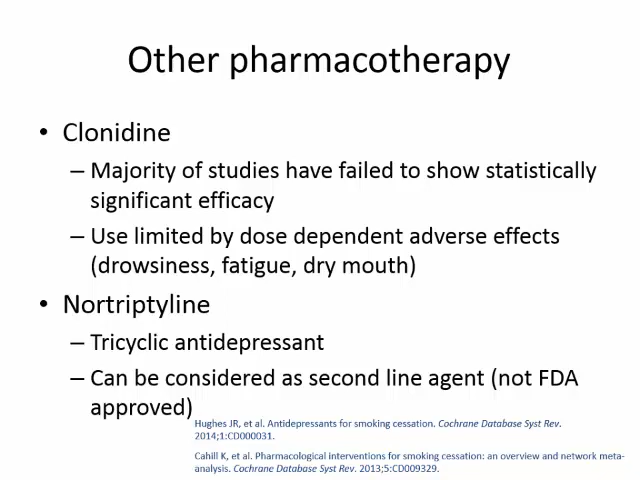 Other pharmacotherapy
• Clonidine
– Majority of studies have failed to show statistically
significant efficacy
– Use limited by dose dependent adverse effects
(drowsiness, fatigue, dry mouth)
• Nortriptyline
– Tricyclic antidepressant
– Can be considered as second line agent (not FDA
approved)
Hughes JR, et al. Antidepressants for smoking cessation. Cochrane Database Syst Rev.
2014;1:CD000031.
Cahill K, et al. Pharmacological interventions for smoking cessation: an overview and network meta-
analysis. Cochrane Database Syst Rev. 2013;5:CD009329.